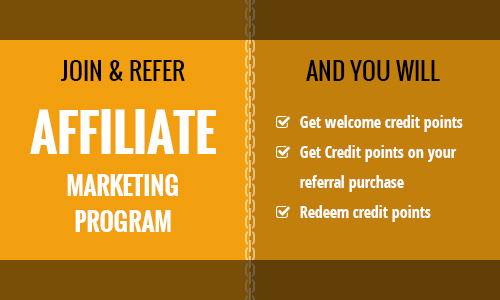 JOIN & REFER
AFFILIATE
MARKETING
PROGRAM
AND YOU WILL
Get welcome credit points
Get Credit points on your
referral purchase
Redeem credit points